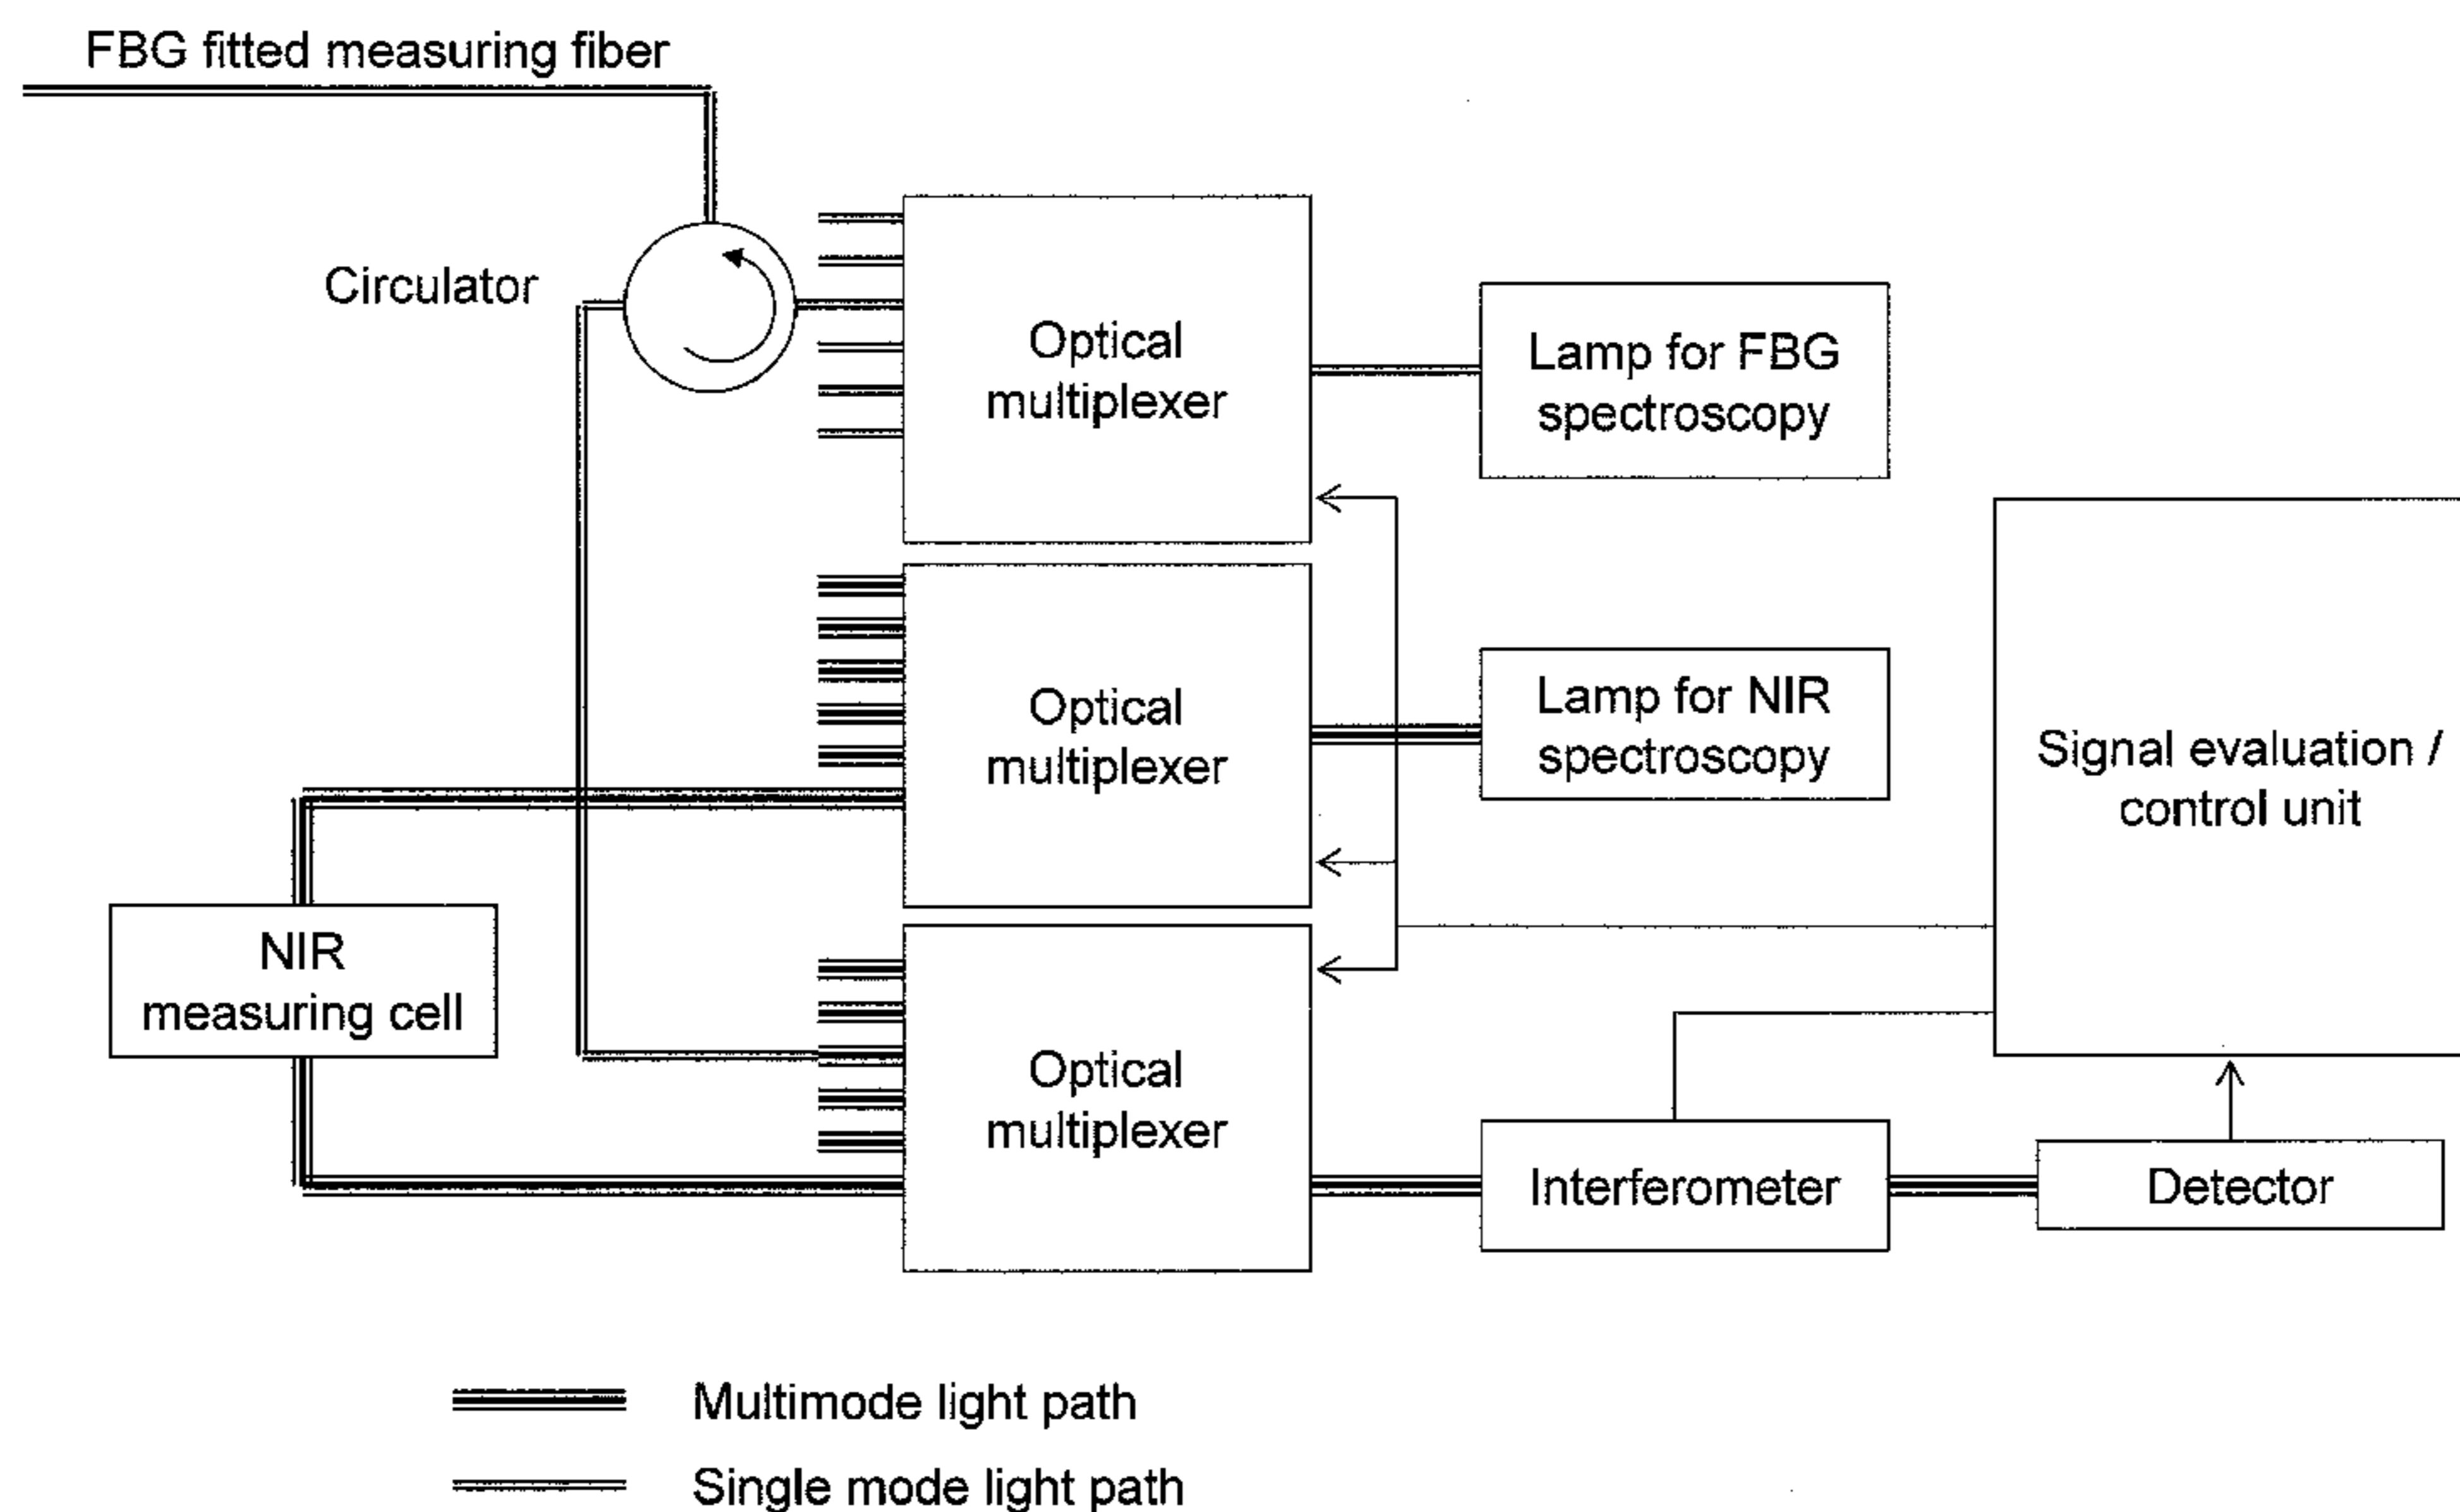 FBG fitted measuring fiber
Circulator
Optical
multiplexer
Lamp for FBG
spectroscopy
Optical
multiplexer
Lamp for NIR
spectroscopy
Signal evaluation /
control unit
NIR
measuring cell
Optical
multiplexer
Interferometer
Detector
Multimode light path
Single mode light path